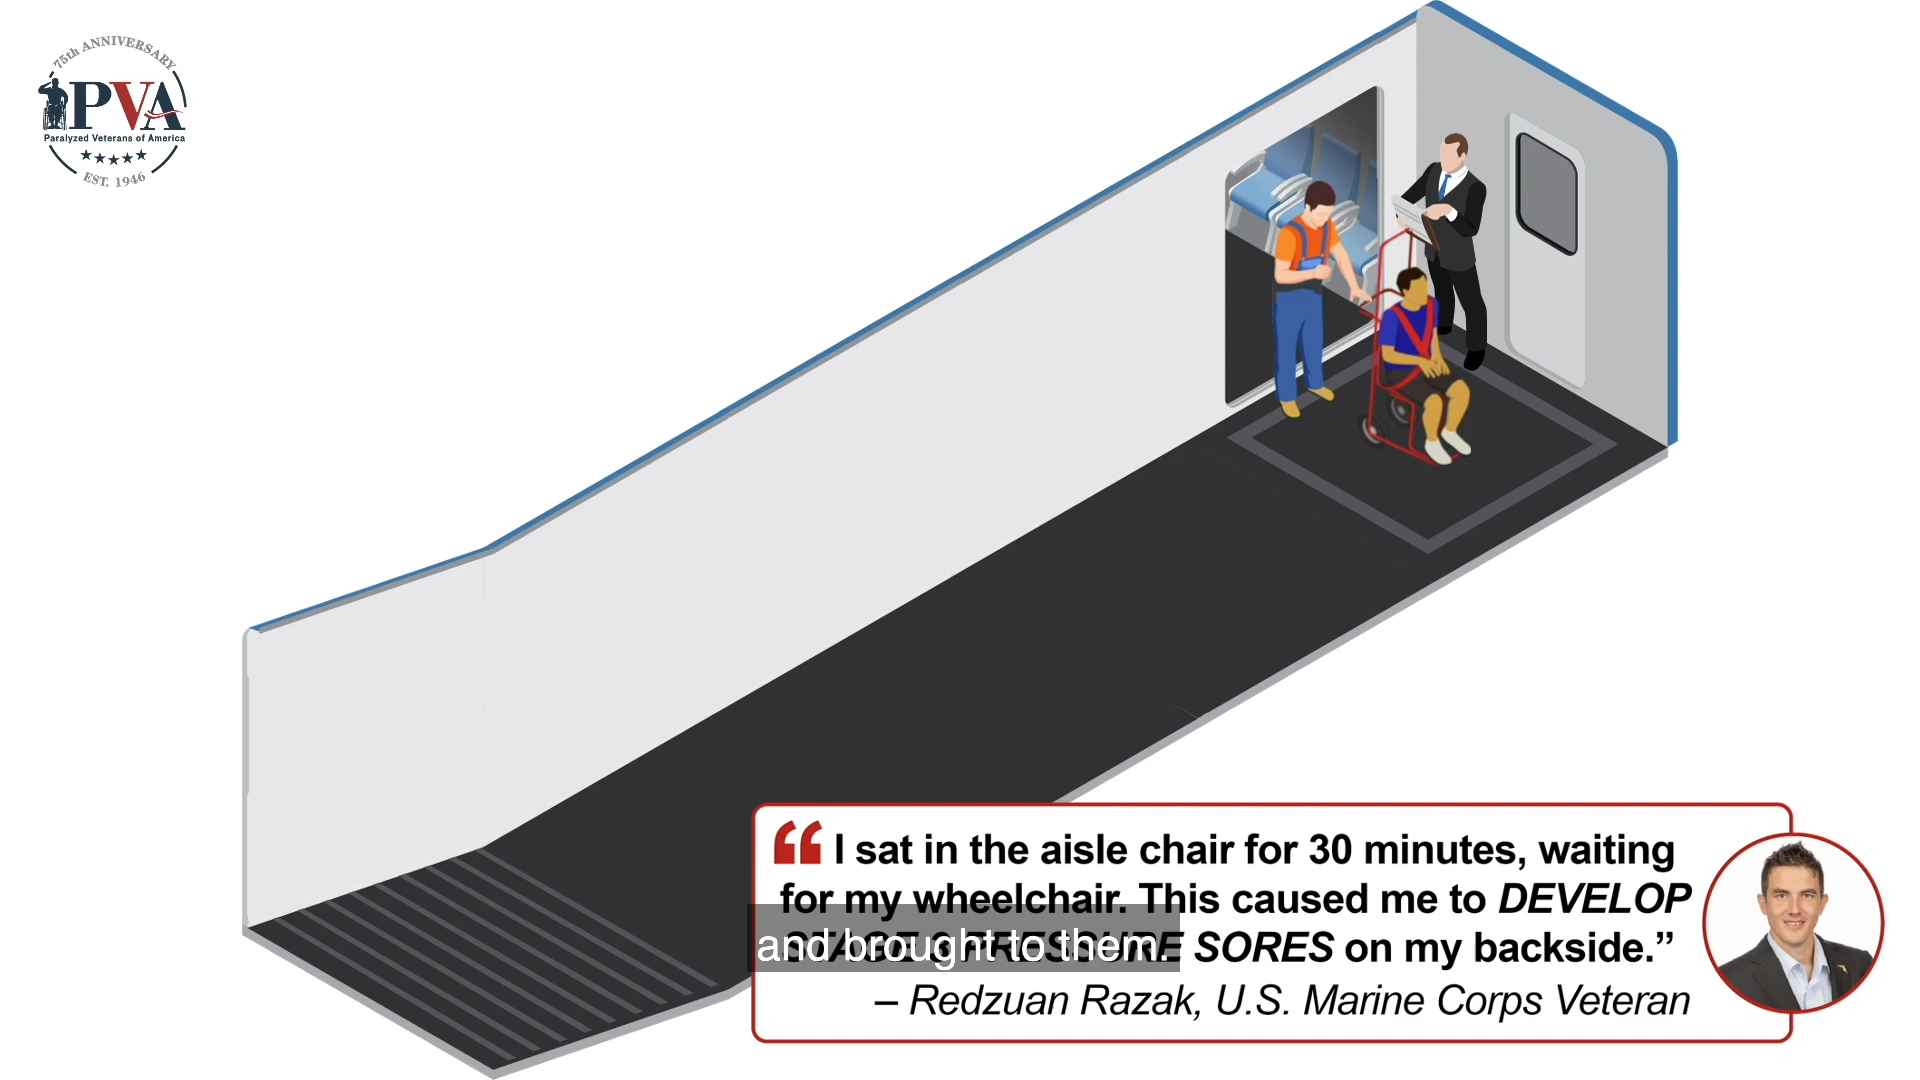 75th ANNIVERSARY
PVA
Paralyzed Veterans of America
EST. 1946
“I sat in the aisle chair for 30 minutes, waiting
for my wheelchair. This caused me to DEVELOP
STAGE PRESSURE SORES on my backside.”
and brought to them.
– Redzuan Razak, U.S. Marine Corps Veteran